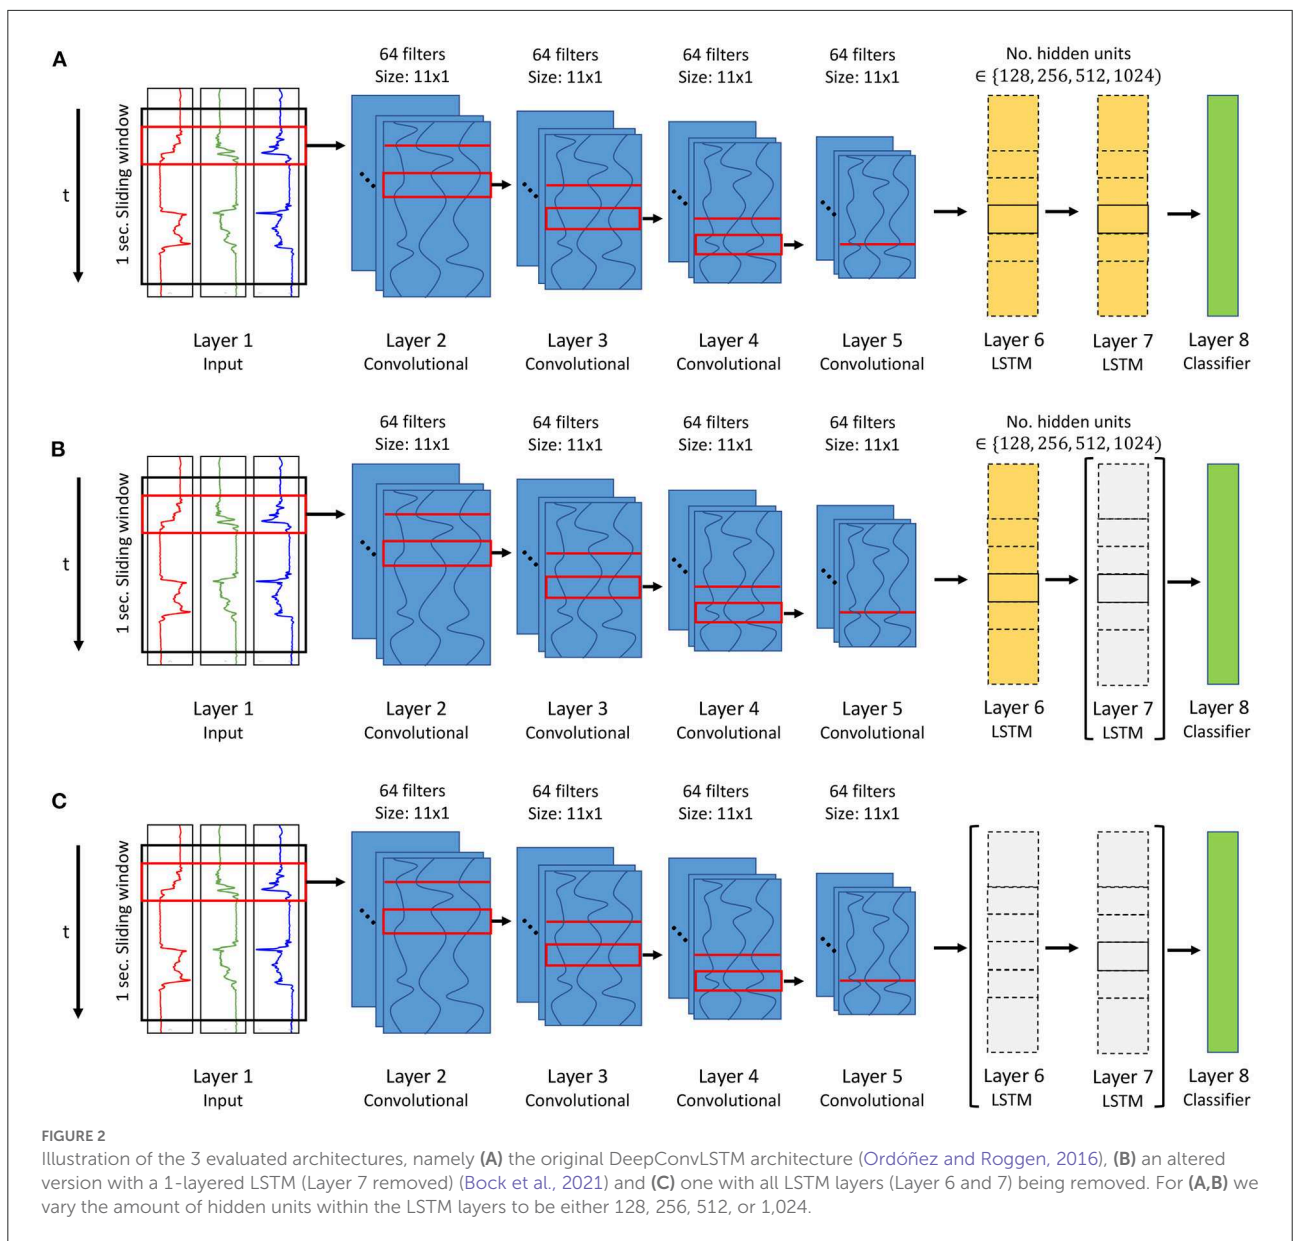 A
64 filters
Size: 11x1
64 filters
Size: 11x1
64 filters
Size: 11x1
64 filters
Size: 11x1
No. hidden units
∈ {128, 256, 512, 1024)
t
1 sec. Sliding window
Layer 1
Input
Layer 2
Convolutional
Layer 3
Convolutional
Layer 4
Convolutional
Layer 5
Convolutional
Layer 6
LSTM
Layer 7
LSTM
Layer 8
Classifier
B
64 filters
Size: 11x1
64 filters
Size: 11x1
64 filters
Size: 11x1
64 filters
Size: 11x1
No. hidden units
∈ {128, 256, 512, 1024)
t
1 sec. Sliding window
Layer 1
Input
Layer 2
Convolutional
Layer 3
Convolutional
Layer 4
Convolutional
Layer 5
Convolutional
Layer 6
LSTM
Layer 7
LSTM
Layer 8
Classifier
C
64 filters
Size: 11x1
64 filters
Size: 11x1
64 filters
Size: 11x1
64 filters
Size: 11x1
t
1 sec. Sliding window
Layer 1
Input
Layer 2
Convolutional
Layer 3
Convolutional
Layer 4
Convolutional
Layer 5
Convolutional
Layer 6
LSTM
Layer 7
LSTM
Layer 8
Classifier
FIGURE 2
Illustration of the 3 evaluated architectures, namely (A) the original DeepConvLSTM architecture (Ordóñez and Roggen, 2016), (B) an altered
version with a 1-layered LSTM (Layer 7 removed) (Bock et al., 2021) and (C) one with all LSTM layers (Layer 6 and 7) being removed. For (A,B) we
vary the amount of hidden units within the LSTM layers to be either 128, 256, 512, or 1,024.